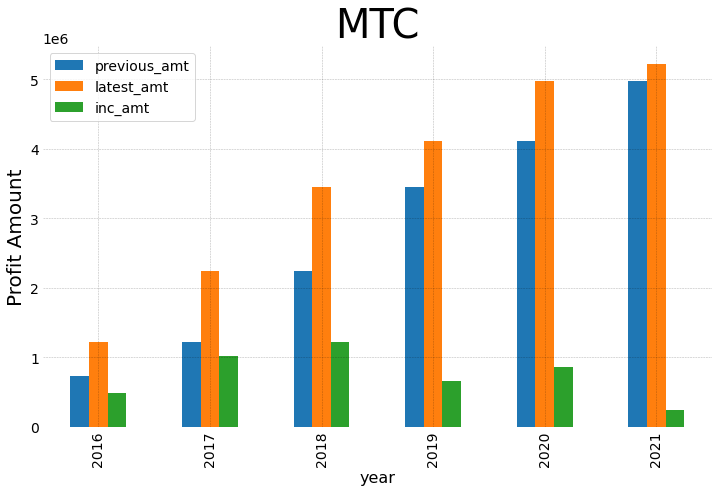 MTC
1e6
previous_amt
latest_amt
inc_amt
5
4
3
2
1
0
Profit Amount
2016
2017
2018
2019
2020
2021
year